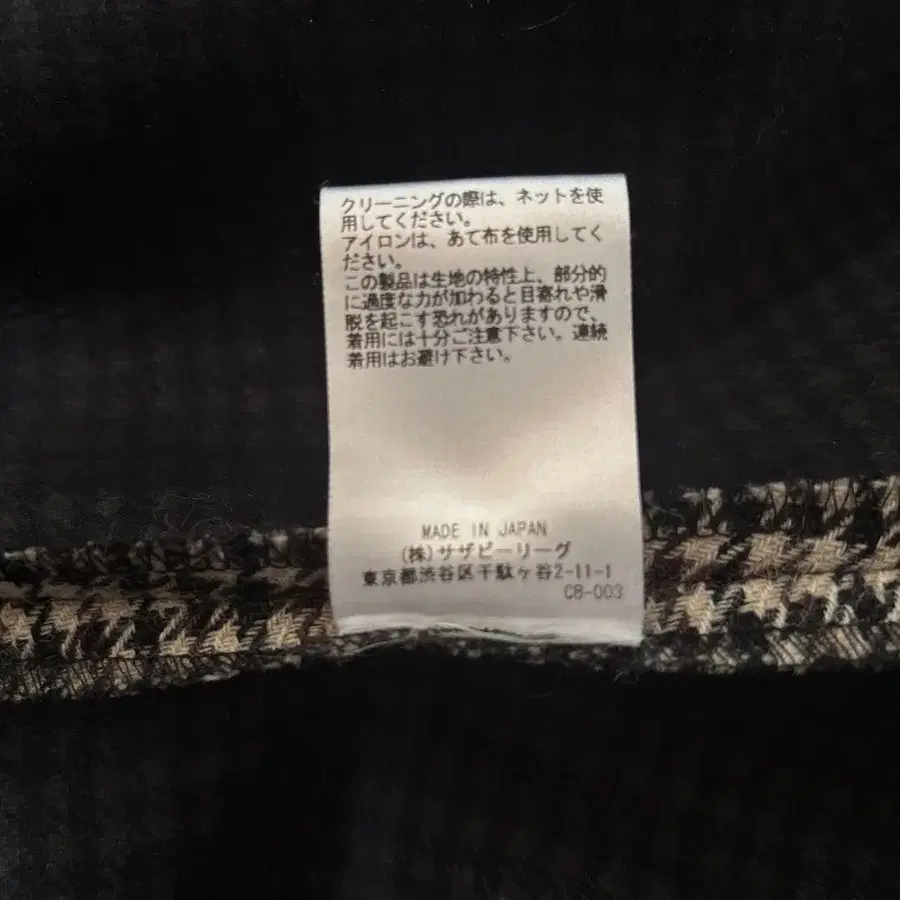 クリーニングの際は、ネットを使
用してください。
アイロンは、あて布を使用してく
ださい。
この製品は生地の特性上、部分的
に過度な力が加わると目寄れや滑
脱を起こす恐れがありますので、
着用には十分ご注意下さい。連続
着用はお避け下さい。
MADE IN JAPAN
(株)サザビーリーグ
東京都渋谷区千駄ヶ谷2-11-1
CB-003